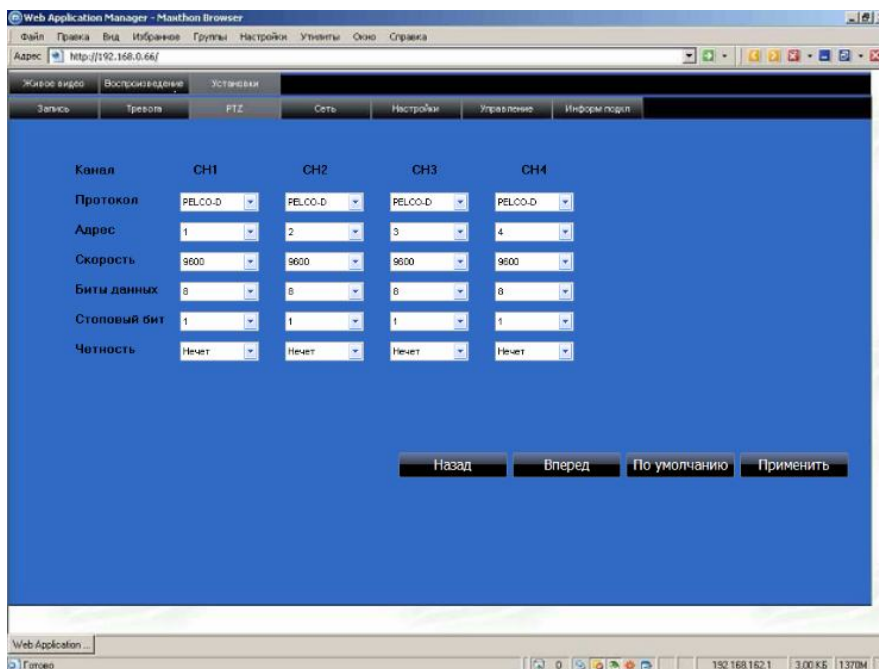 Web Application Manager - Maxthon Browser
Файл Правка Вид Избранное Группы Настройки Утилиты Окно Справка
Адрес http://192.168.0.66/
Живое видео Воспроизведение Установки
Запись Тревога PTZ Сеть Настройки Управление Информ подкл
Канал CH1 CH2 CH3 CH4
Протокол PELCO-D PELCO-D PELCO-D PELCO-D
Адрес 1 2 3 4
Скорость 9600 9600 9600 9600
Биты данных 8 8 8 8
Стоповый бит 1 1 1 1
Четность Нечет Нечет Нечет Нечет
Назад Вперед По умолчанию Применить
Web Application ...
Готово 0 192.168.162.1 3.00 КБ 1370M